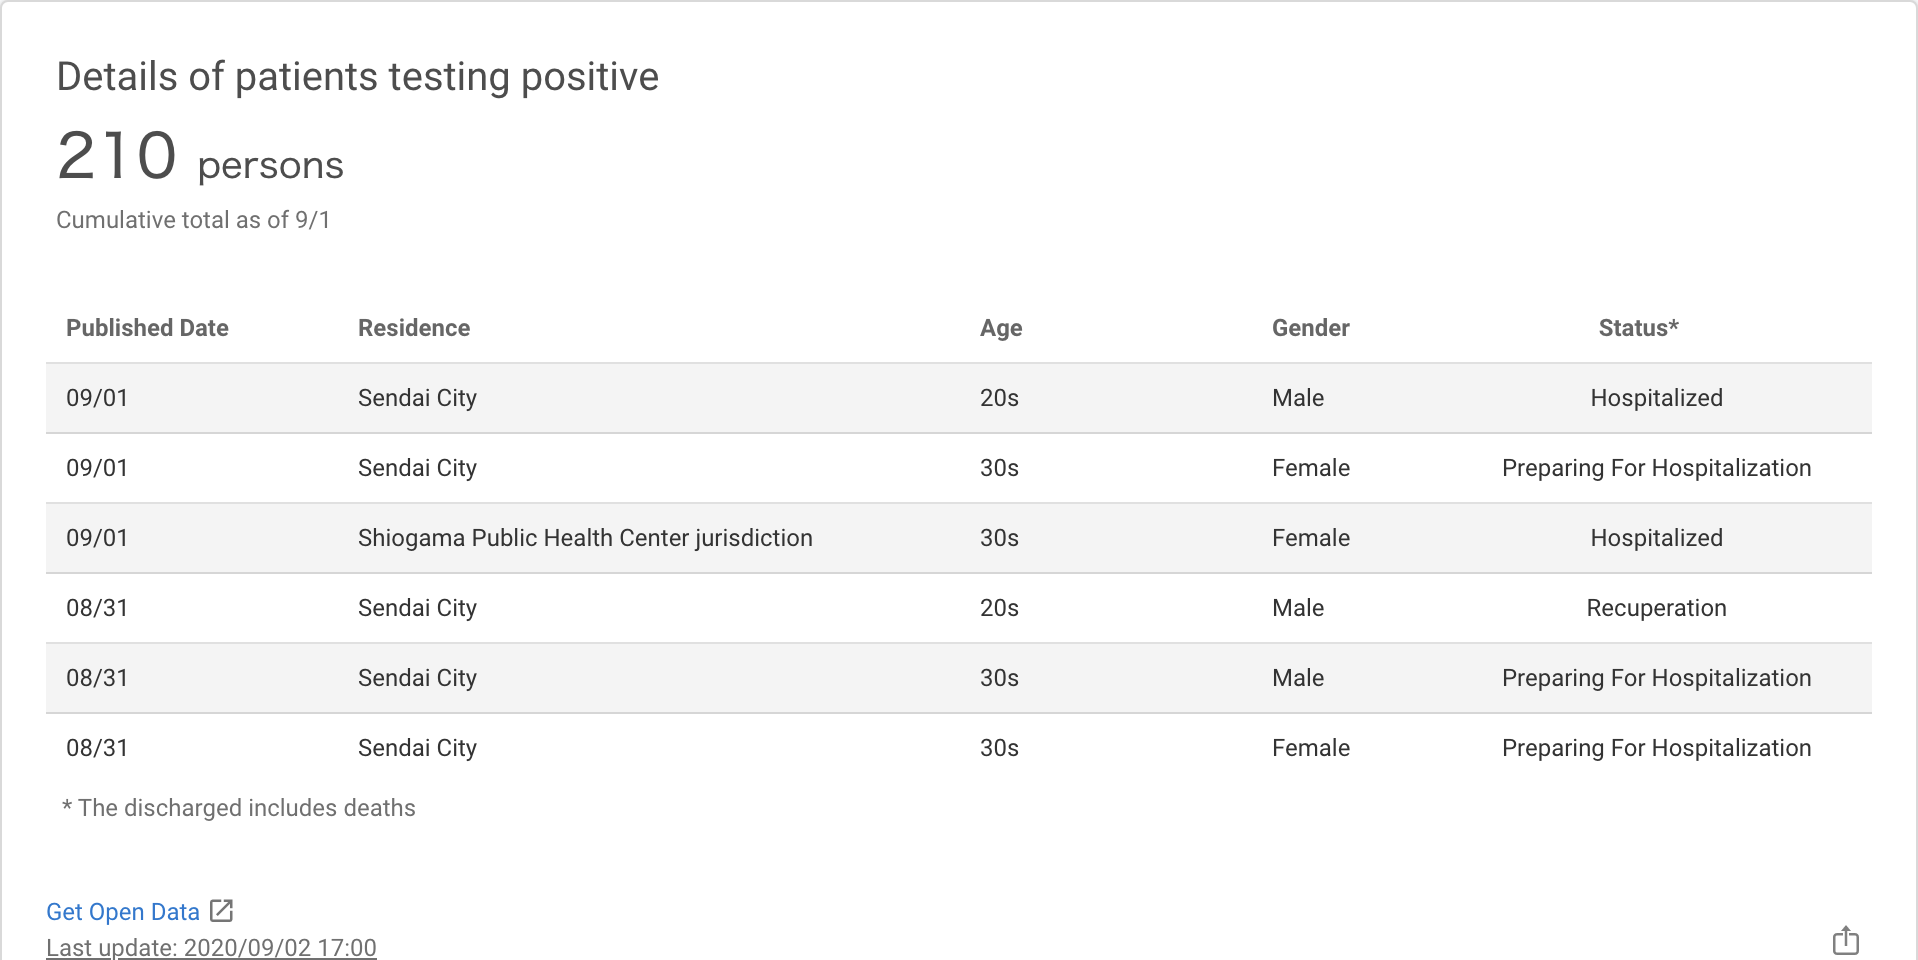 Details of patients testing positive
210 persons
Cumulative total as of 9/1
Published Date Residence Age Gender Status*
09/01 Sendai City 20s Male Hospitalized
09/01 Sendai City 30s Female Preparing For Hospitalization
09/01 Shiogama Public Health Center jurisdiction 30s Female Hospitalized
08/31 Sendai City 20s Male Recuperation
08/31 Sendai City 30s Male Preparing For Hospitalization
08/31 Sendai City 30s Female Preparing For Hospitalization
* The discharged includes deaths
Get Open Data
Last update: 2020/09/02 17:00